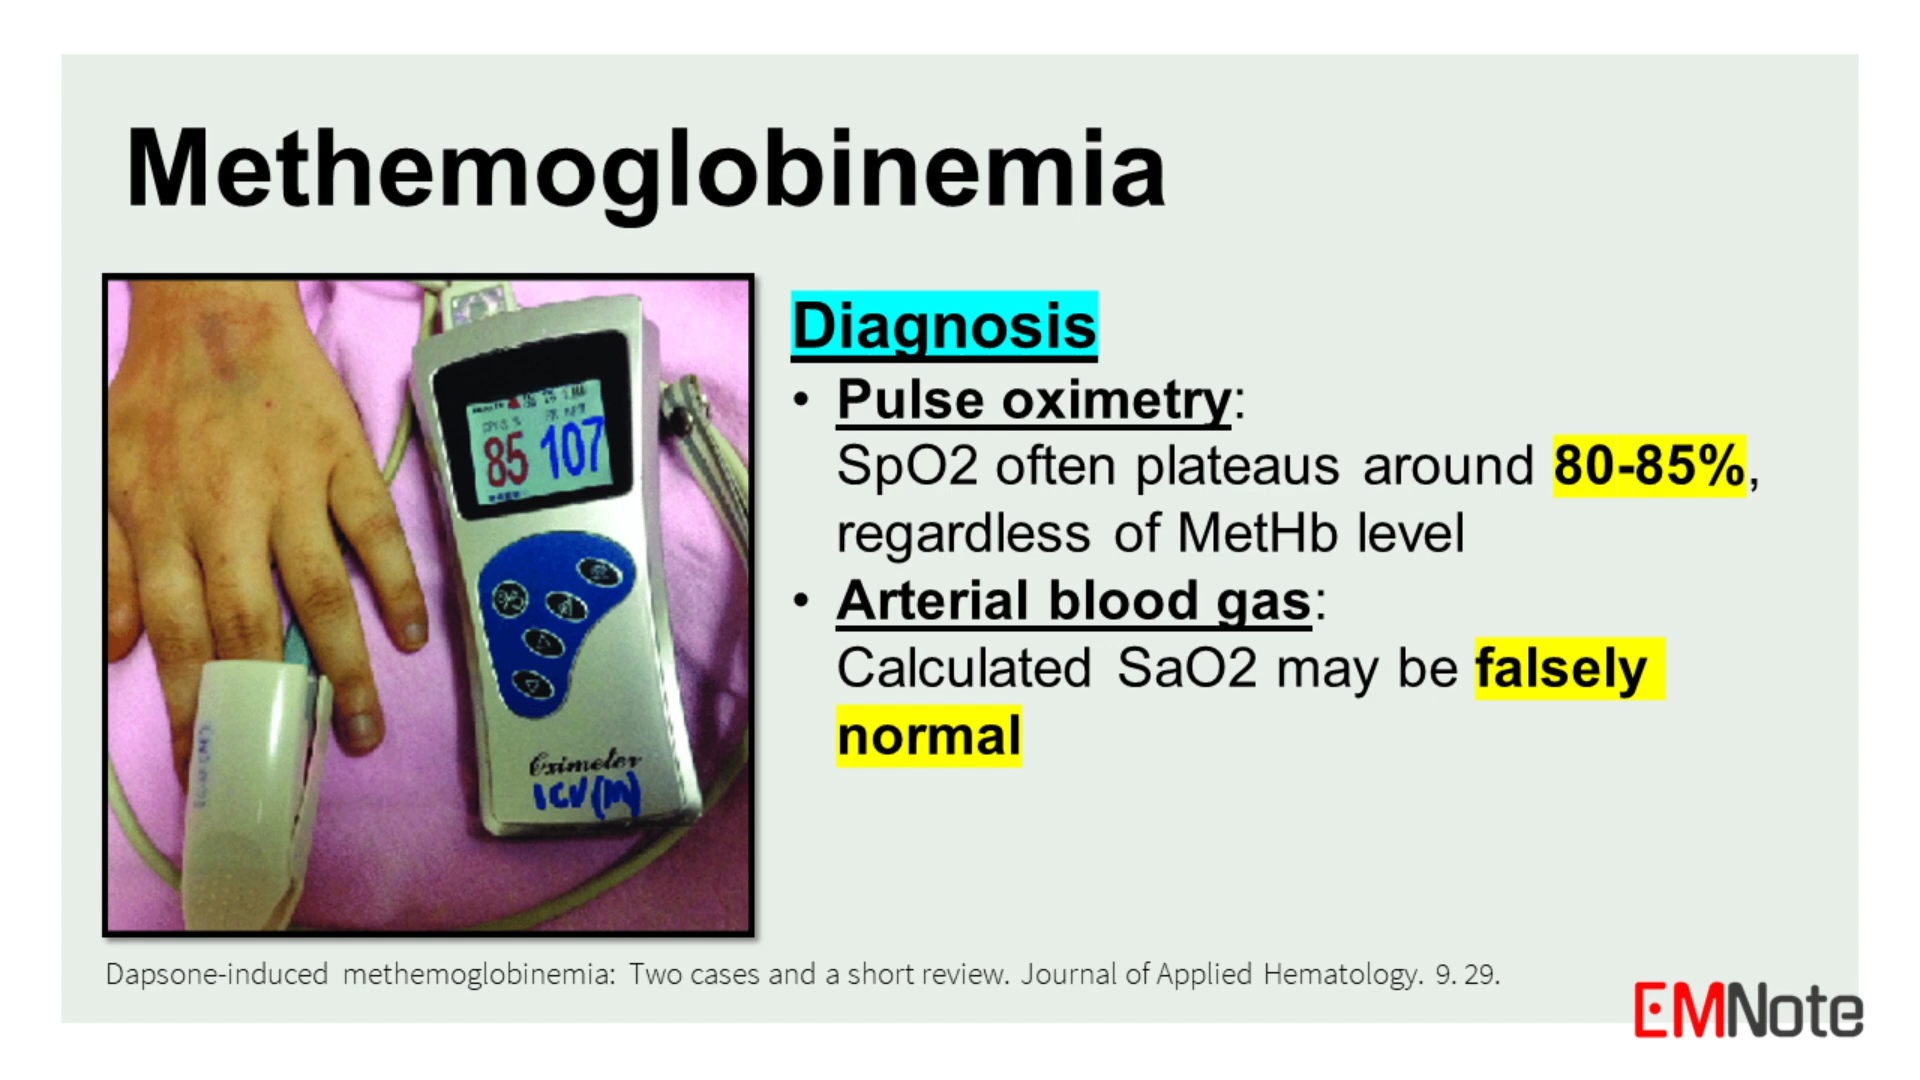 Methemoglobinemia
Diagnosis
• Pulse oximetry:
SpO2 often plateaus around 80-85%,
regardless of MetHb level
• Arterial blood gas:
Calculated SaO2 may be falsely
normal
85 107
Oximeter
ICU (M)
Dapsone-induced methemoglobinemia: Two cases and a short review. Journal of Applied Hematology. 9. 29.
EMNote